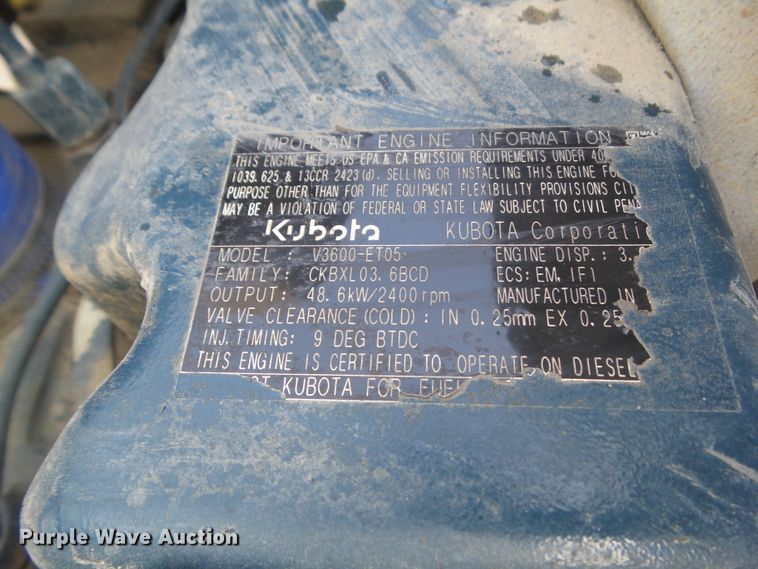 IMPORTANT ENGINE INFORMATION
THIS ENGINE MEETS US EPA & CA EMISSION REQUIREMENTS UNDER 40
1039, 625 & 13CCR 2423 (d). SELLING OR INSTALLING THIS ENGINE FO
PURPOSE OTHER THAN FOR THE EQUIPMENT FLEXIBILITY PROVISIONS CIT
MAY BE A VIOLATION OF FEDERAL OR STATE LAW SUBJECT TO CIVIL PENA
Kubota KUBOTA Corporati
MODEL : V3600-ET05- ENGINE DISP.: 3.
FAMILY: CKBXL03.6BCD ECS: EM, IFI
OUTPUT: 48.6kW/2400rpm MANUFACTURED IN
VALVE CLEARANCE (COLD) : IN 0.25mm EX 0.25
INJ. TIMING: 9 DEG BTDC
THIS ENGINE IS CERTIFIED TO OPERATE ON DIESEL
KUBOTA FOR FUEL
Purple Wave Auction